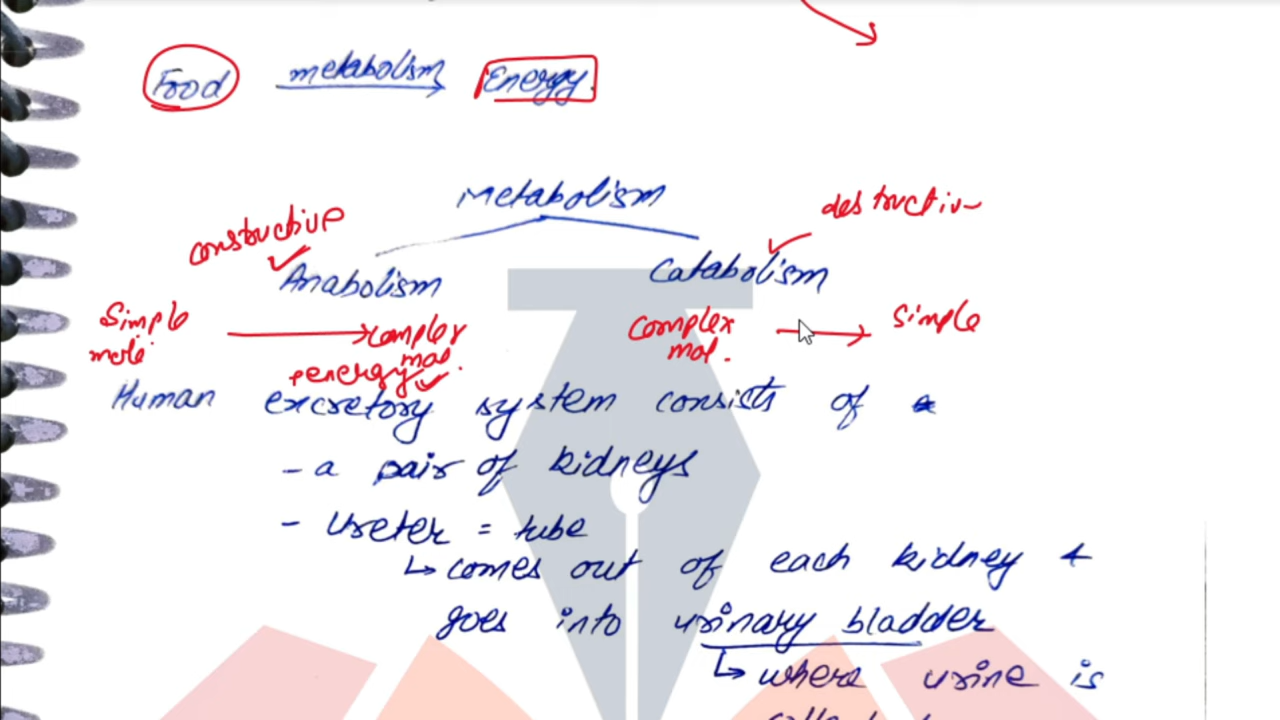 Food metabolism Energy.
Metabolism
constructive destructiv
Anabolism Catabolism
Simple mole. complex mol. energy complex mol. Simple
Human excretory system consists of a
- a pair of kidneys
- Ureter = tube
↳ comes out of each kidney &
goes into urinary bladder
↳ where urine is